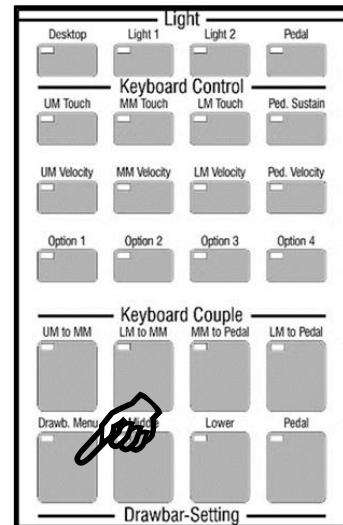 Light
Desktop Light 1 Light 2 Pedal
Keyboard Control
UM Touch MM Touch LM Touch Ped. Sustain
UM Velocity MM Velocity LM Velocity Ped. Velocity
Option 1 Option 2 Option 3 Option 4
Keyboard Couple
UM to MM LM to MM MM to Pedal LM to Pedal
Drawb. Menu Middle Lower Pedal
Drawbar-Setting